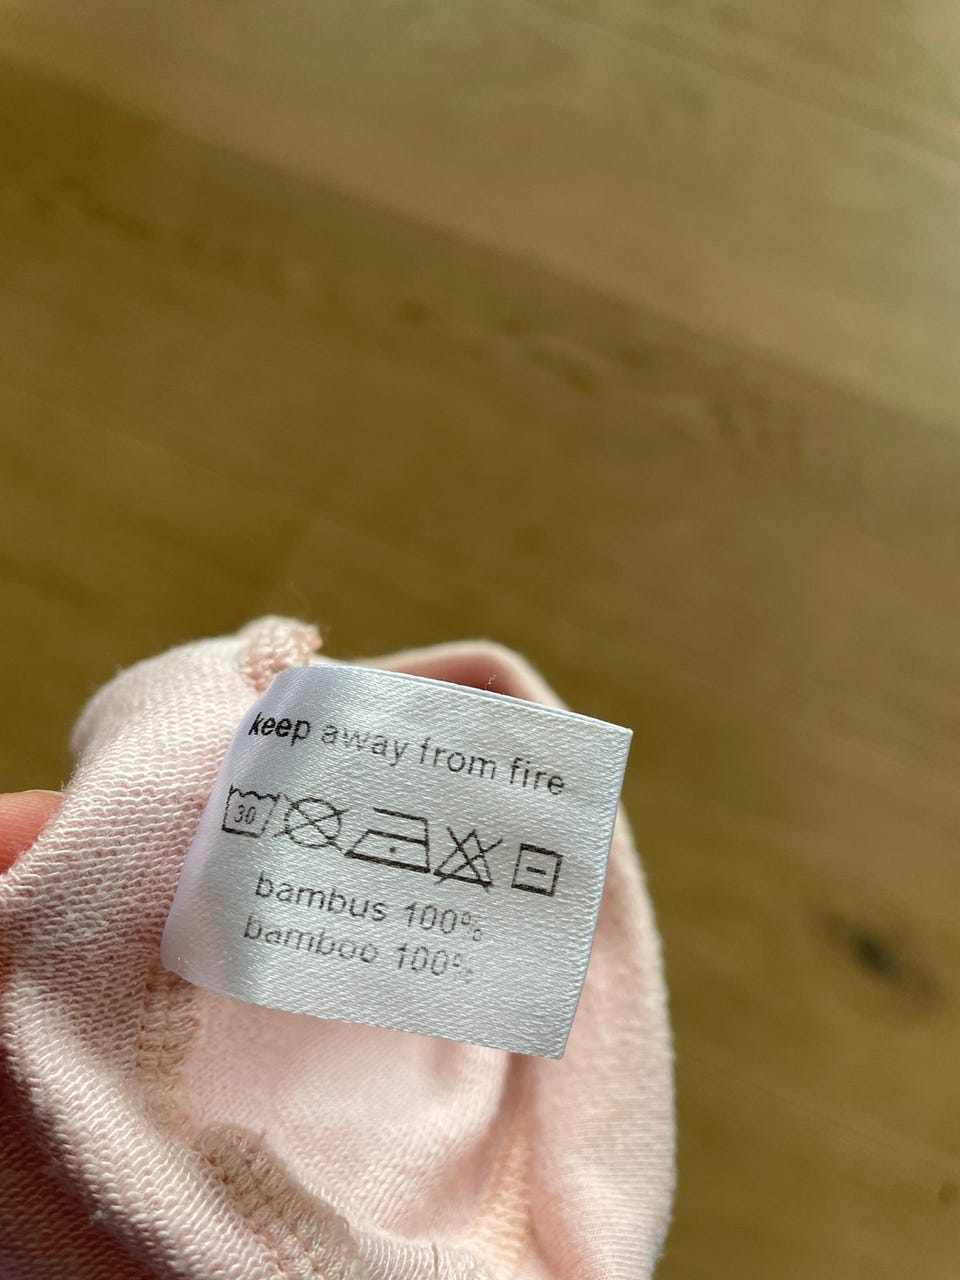 keep away from fire
30
bambus 100%
bamboo 100%